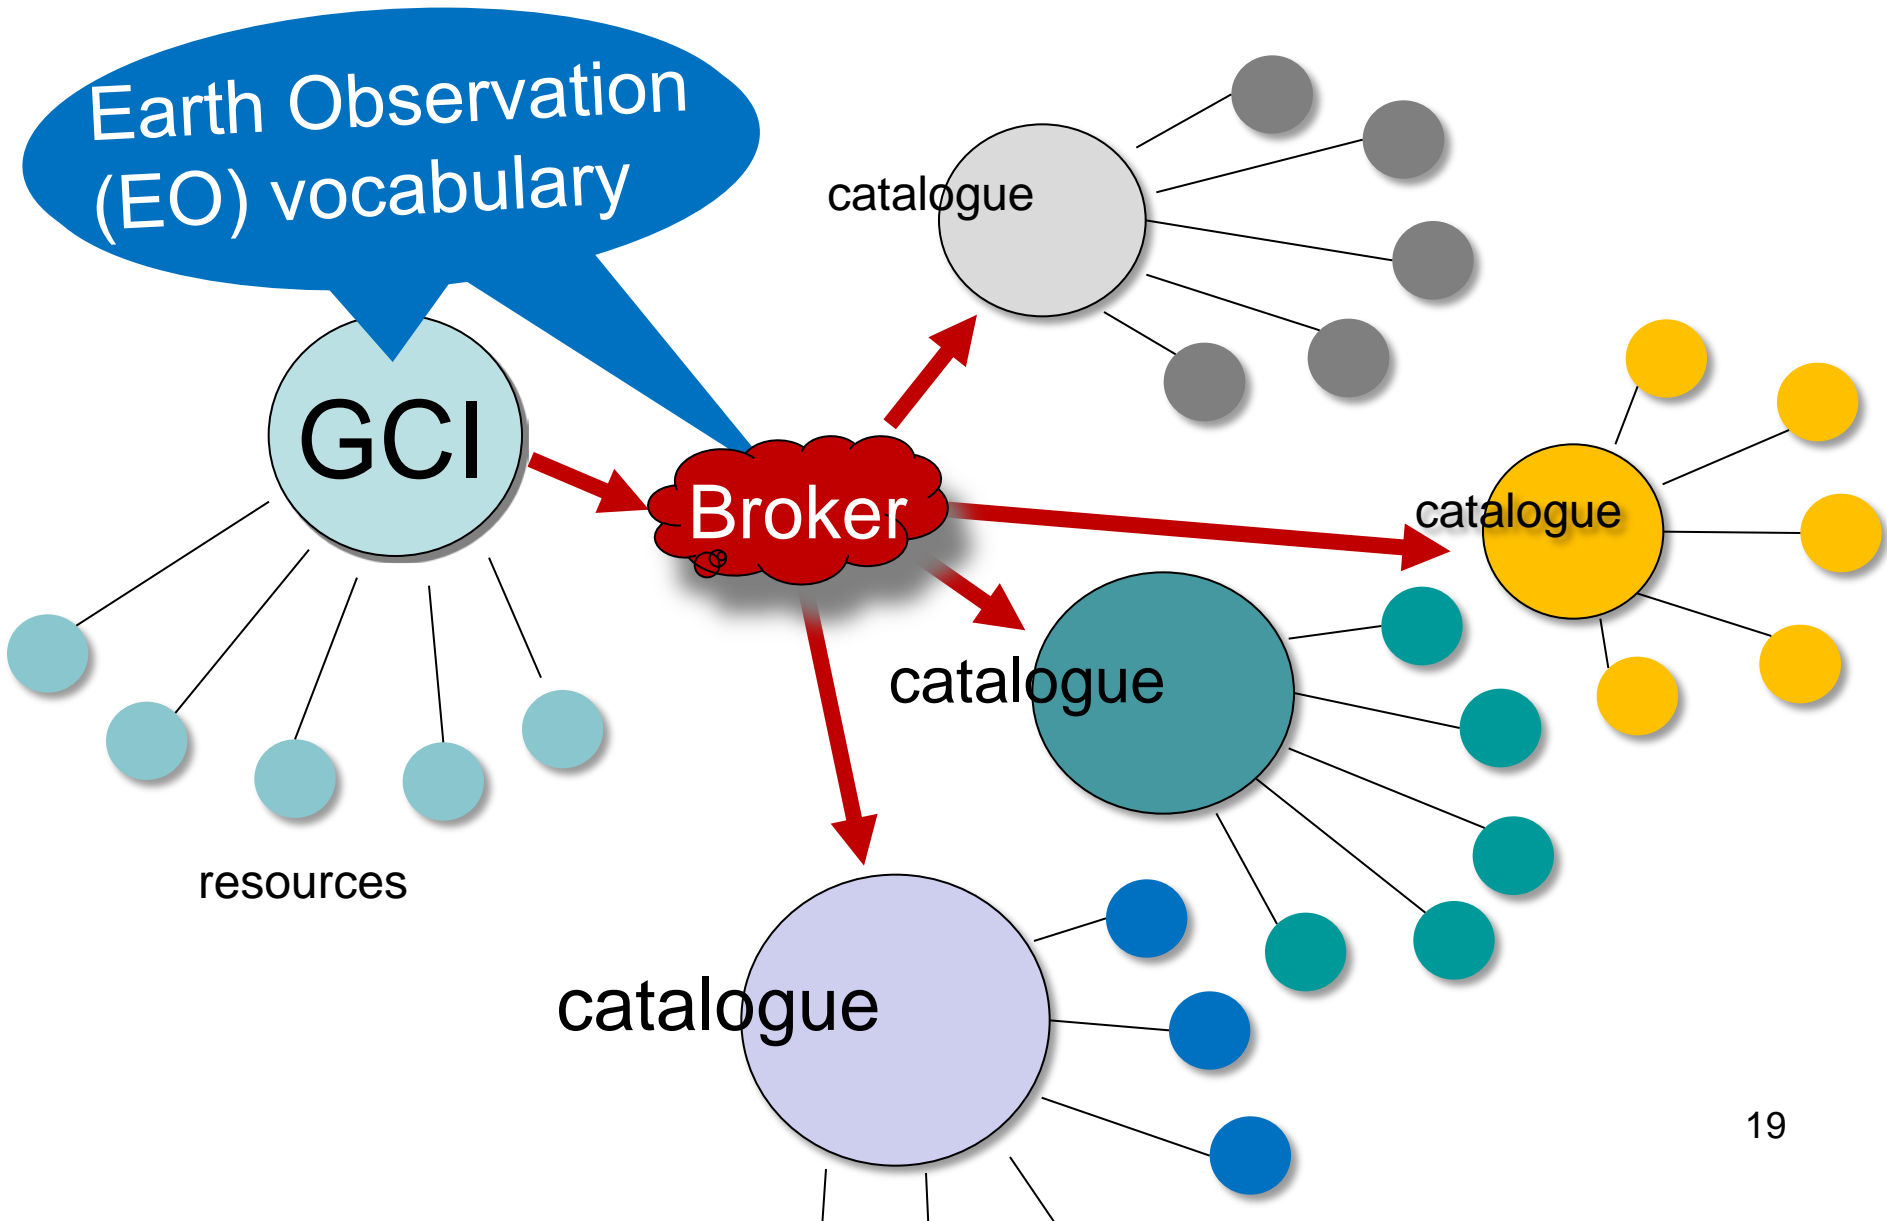 Earth Observation
(EO) vocabulary
catalogue
GCI
Broker
catalogue
catalogue
resources
catalogue
19